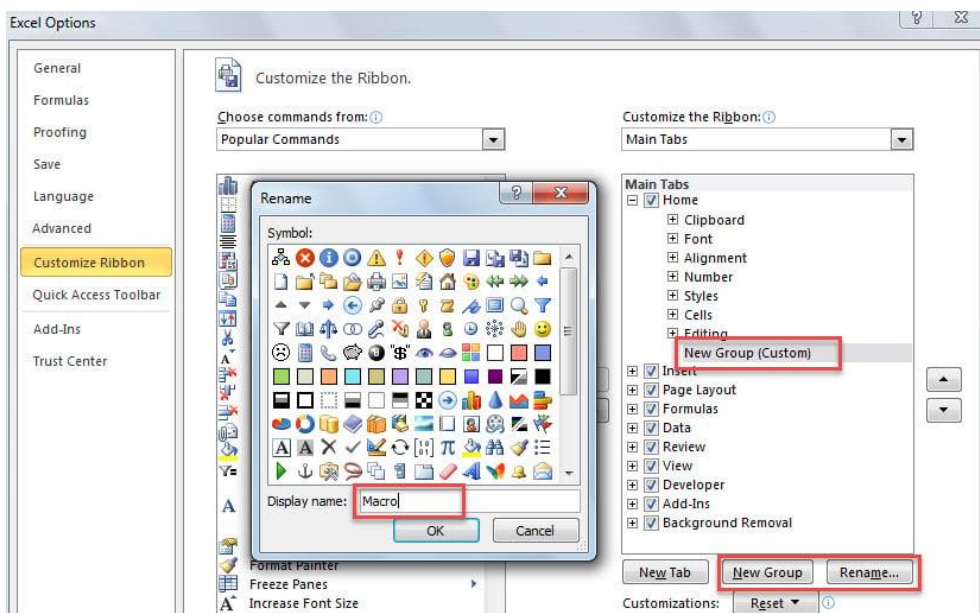 Excel Options
General
Formulas
Proofing
Save
Language
Advanced
Customize Ribbon
Quick Access Toolbar
Add-Ins
Trust Center
Customize the Ribbon.
Choose commands from:
Popular Commands
Rename
Symbol:
"$"
Display name: Macro
OK Cancel
Format Painter
Freeze Panes
Increase Font Size
Customize the Ribbon:
Main Tabs
Main Tabs
Home
Clipboard
Font
Alignment
Number
Styles
Cells
Editing
New Group (Custom)
Insert
Page Layout
Formulas
Data
Review
View
Developer
Add-Ins
Background Removal
New Tab New Group Rename...
Customizations: Reset